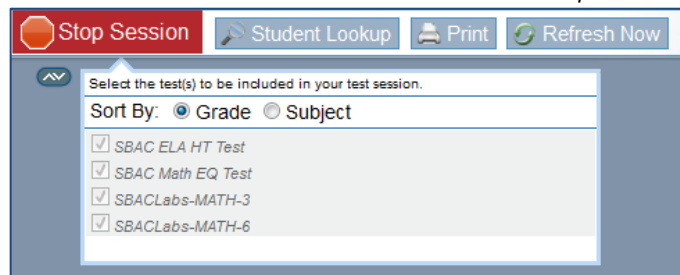 Stop Session Student Lookup Print Refresh Now
Select the test(s) to be included in your test session.
Sort By: Grade Subject
SBAC ELA HT Test
SBAC Math EQ Test
SBACLabs-MATH-3
SBACLabs-MATH-6